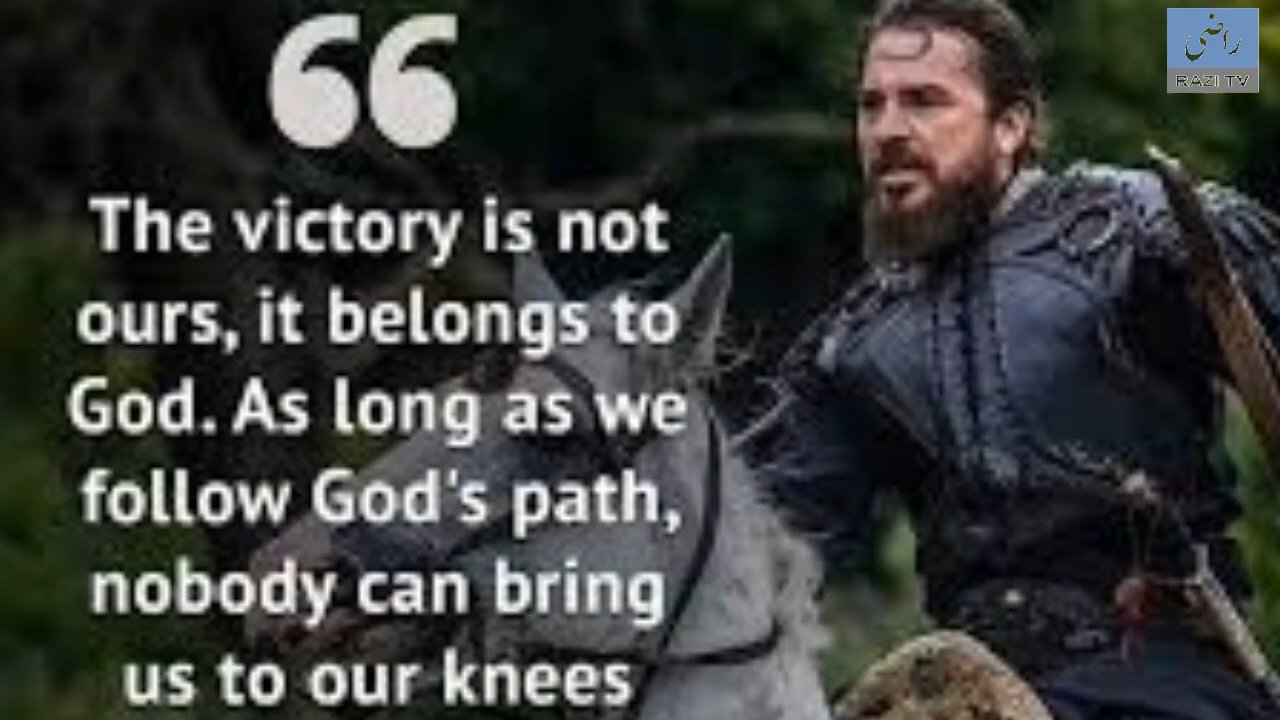 “
The victory is not
ours, it belongs to
God. As long as we
follow God's path,
nobody can bring
us to our knees
راضی
RAZI TV